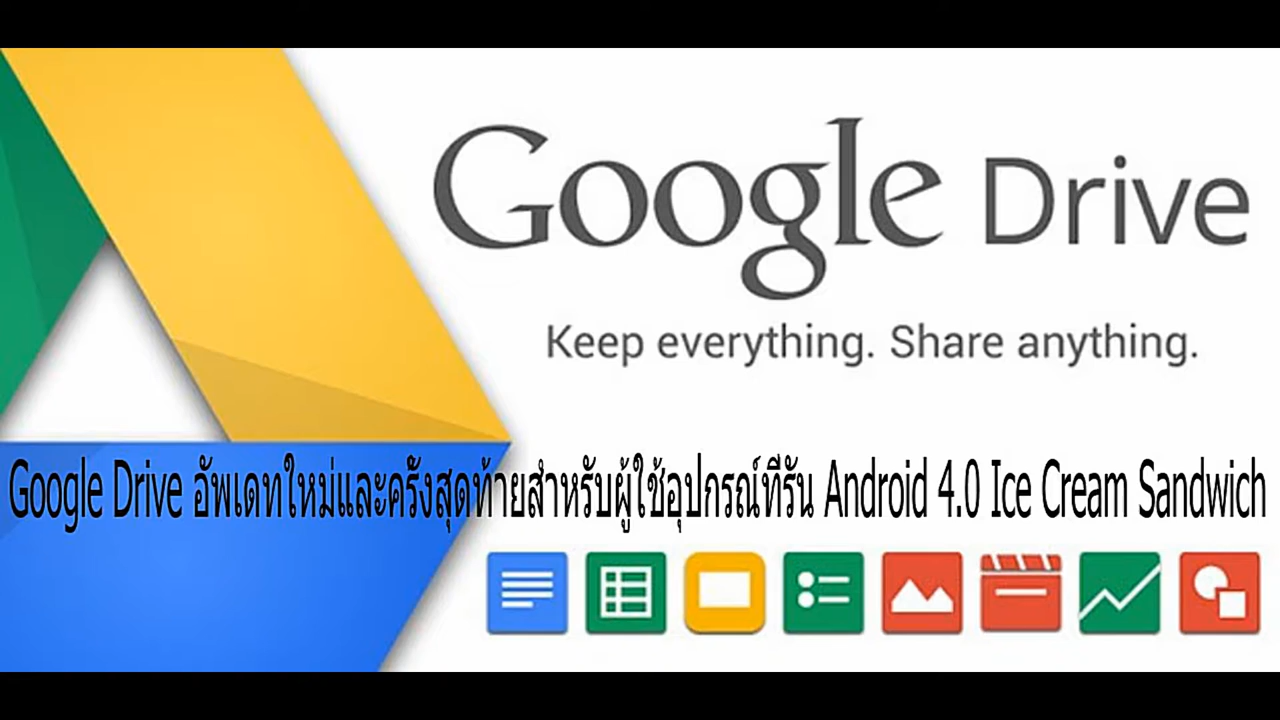 Google Drive
Keep everything. Share anything.
Google Drive อัพเดทใหม่และครั้งสุดท้ายสำหรับผู้ใช้อุปกรณ์ที่รัน Android 4.0 Ice Cream Sandwich